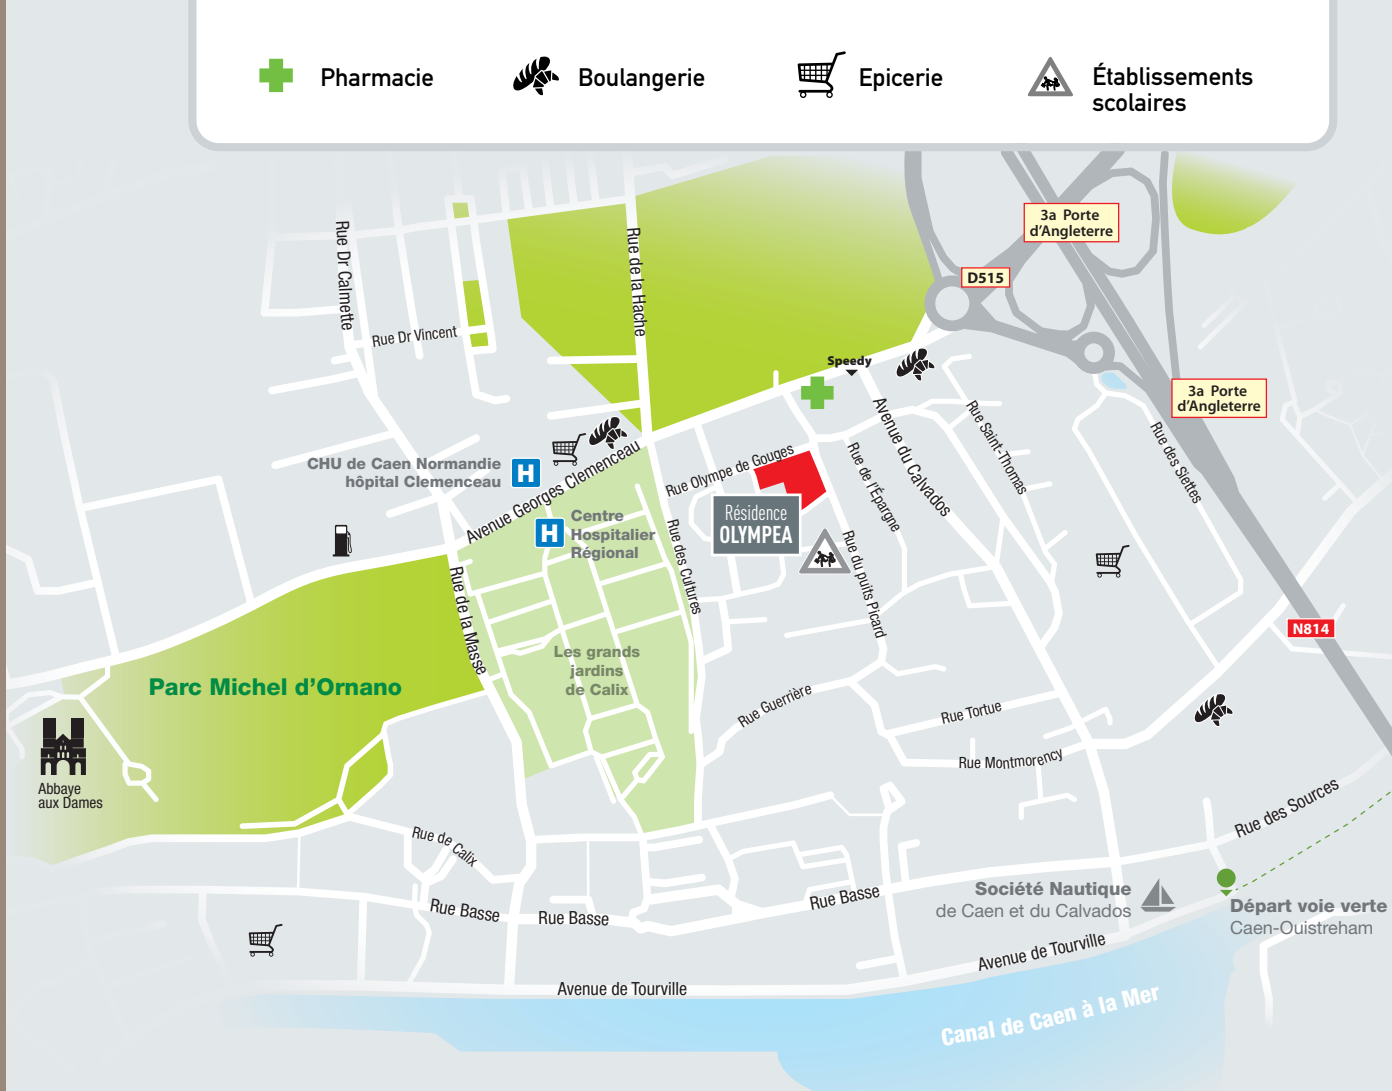 Pharmacie
Boulangerie
Epicerie
Établissements
scolaires
3a Porte
d'Angleterre
D515
Rue Dr Calmette
Rue de la Hache
Rue Dr Vincent
Speedy
3a Porte
d'Angleterre
Avenue du Calvados
Rue Saint-Thomas
Rue des Slettes
CHU de Caen Normandie
hôpital Clemenceau
H
Avenue Georges Clemenceau
Rue Olympe de Gouges
Rue de l'Épargne
Résidence
OLYMPEA
H
Centre
Hospitalier
Régional
Rue des Cultures
Rue du puits Picard
Rue de la Masse
N814
Les grands
jardins
de Calix
Parc Michel d'Ornano
Rue Guerrière
Rue Tortue
Rue Montmorency
Abbaye
aux Dames
Rue des Sources
Rue de Calix
Rue Basse
Rue Basse
Rue Basse
Société Nautique
de Caen et du Calvados
Départ voie verte
Caen-Ouistreham
Avenue de Tourville
Avenue de Tourville
Canal de Caen à la Mer